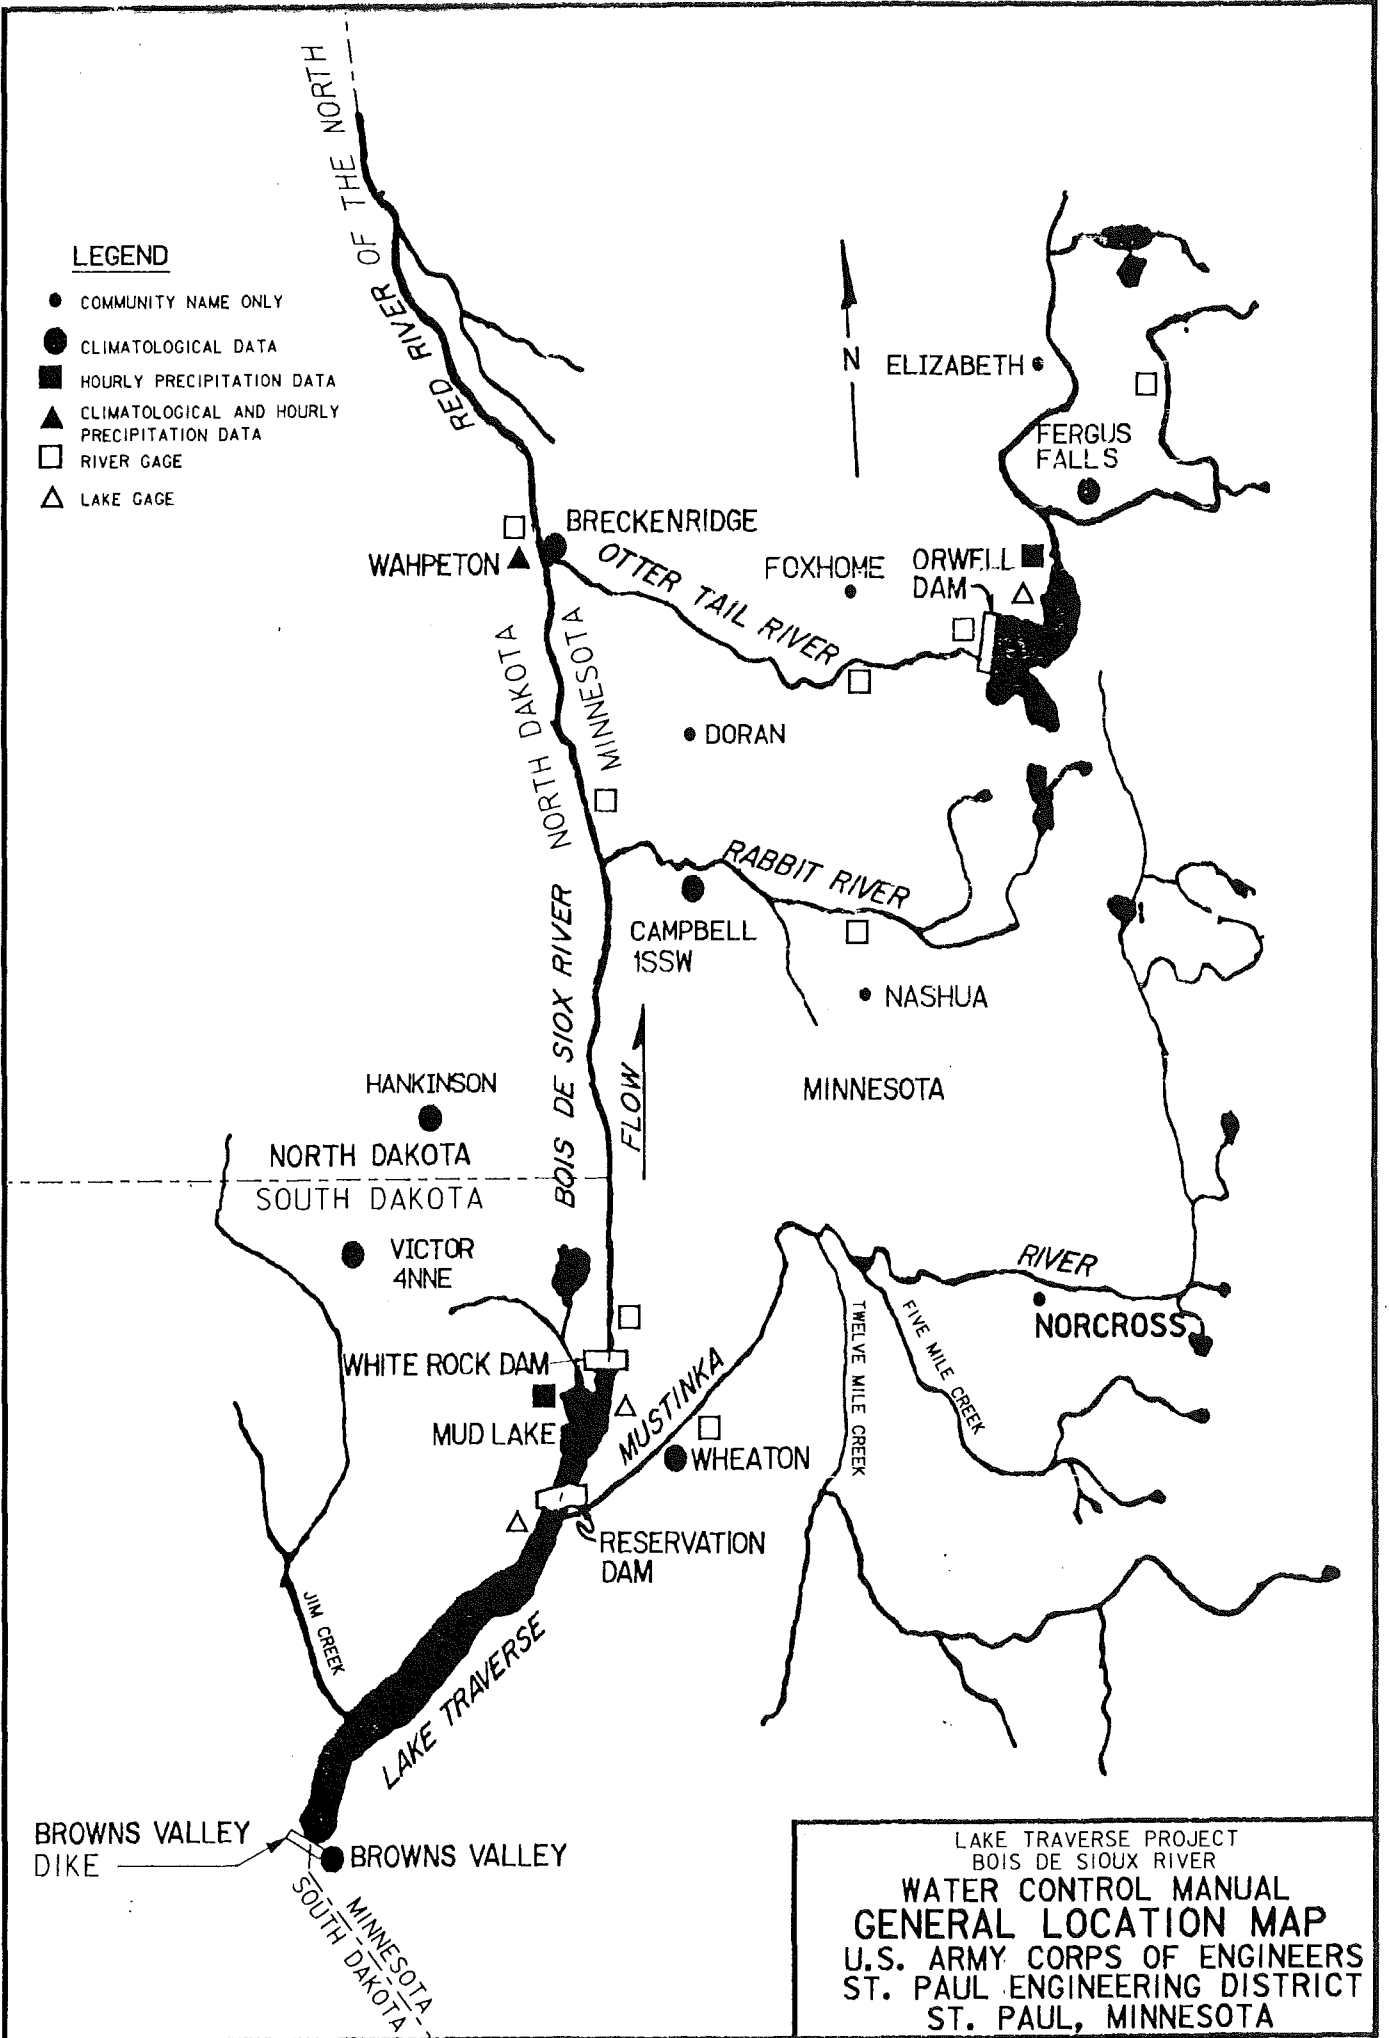 RED RIVER OF THE NORTH
LEGEND
COMMUNITY NAME ONLY
CLIMATOLOGICAL DATA
HOURLY PRECIPITATION DATA
CLIMATOLOGICAL AND HOURLY
PRECIPITATION DATA
RIVER GAGE
LAKE GAGE
N
ELIZABETH
FERGUS
FALLS
BRECKENRIDGE
WAHPETON
OTTER TAIL RIVER
FOXHOME
ORWELL
DAM
NORTH DAKOTA
MINNESOTA
DORAN
RABBIT RIVER
CAMPBELL
1SSW
NASHUA
BOIS DE SIOX RIVER
FLOW
MINNESOTA
HANKINSON
NORTH DAKOTA
SOUTH DAKOTA
VICTOR
4NNE
RIVER
NORCROSS
TWELVE MILE CREEK
FIVE MILE CREEK
WHITE ROCK DAM
MUD LAKE
MUSTINKA
WHEATON
RESERVATION
DAM
JIM CREEK
LAKE TRAVERSE
BROWNS VALLEY
DIKE
BROWNS VALLEY
MINNESOTA
SOUTH DAKOTA
LAKE TRAVERSE PROJECT
BOIS DE SIOUX RIVER
WATER CONTROL MANUAL
GENERAL LOCATION MAP
U.S. ARMY CORPS OF ENGINEERS
ST. PAUL ENGINEERING DISTRICT
ST. PAUL, MINNESOTA